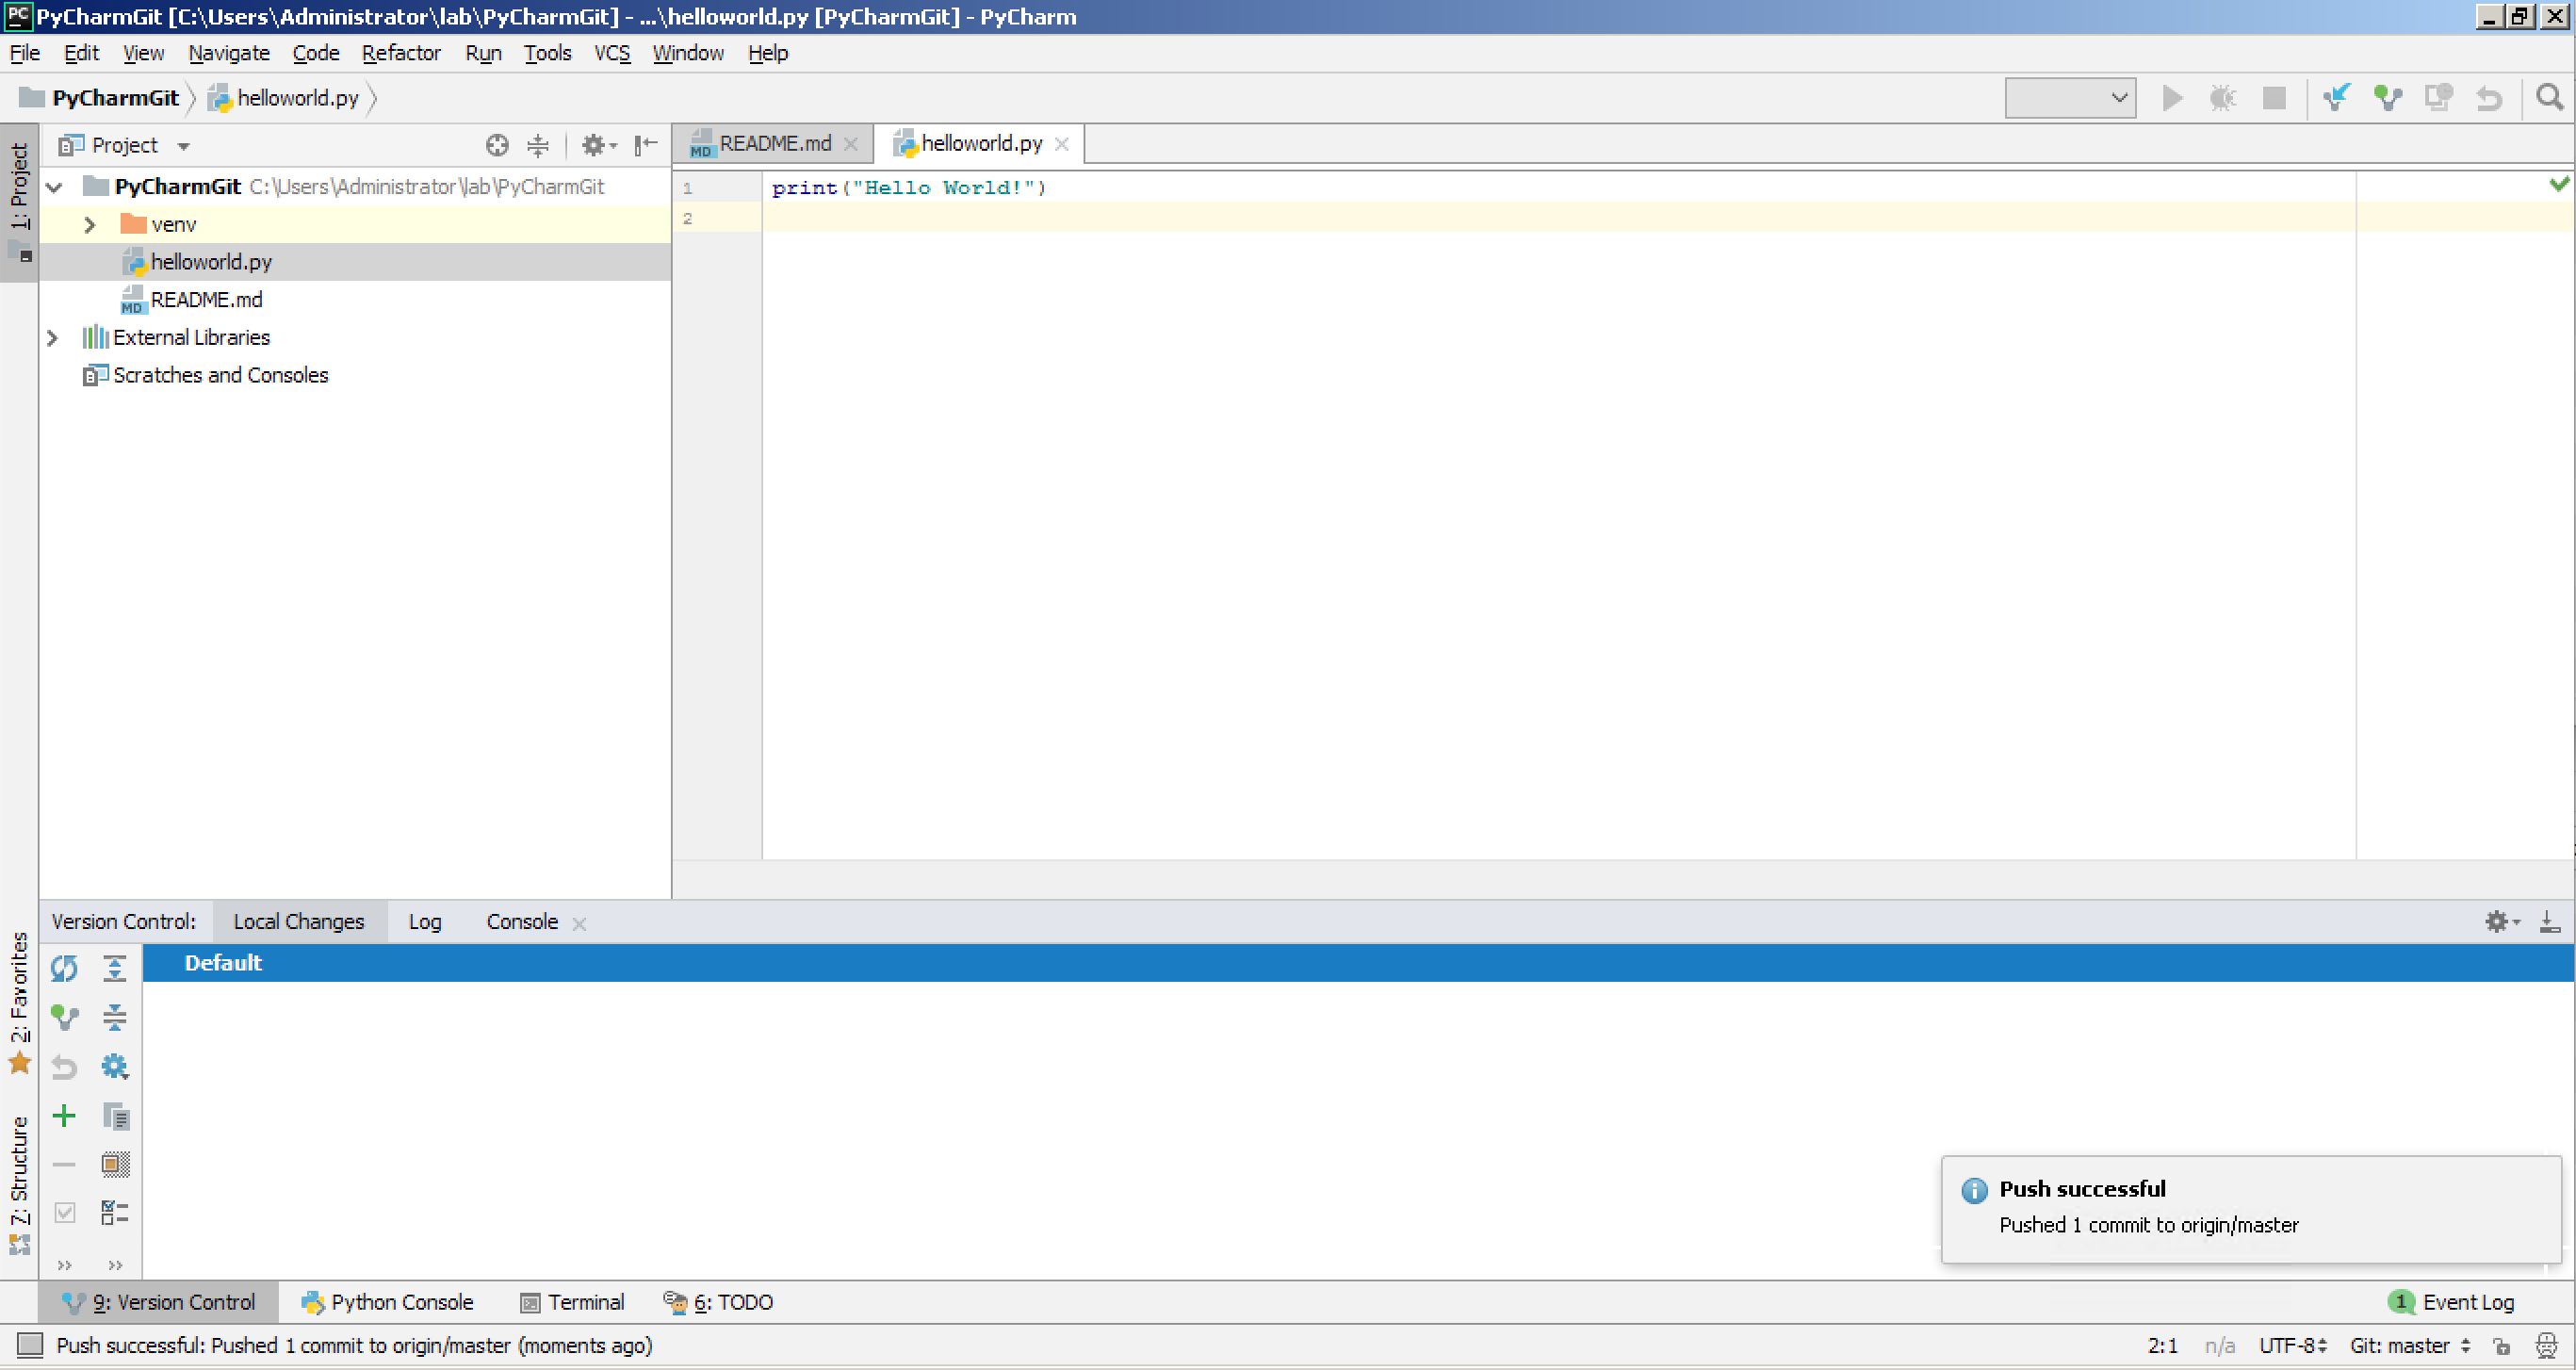 PC PyCharmGit [C:\Users\Administrator\lab\PyCharmGit] - ...\helloworld.py [PyCharmGit] - PyCharm
File Edit View Navigate Code Refactor Run Tools VCS Window Help
PyCharmGit helloworld.py
1: Project
Project
MD README.md helloworld.py
PyCharmGit C:\Users\Administrator\lab\PyCharmGit
venv
helloworld.py
MD README.md
External Libraries
Scratches and Consoles
1 print("Hello World!")
2
Version Control: Local Changes Log Console
Default
2: Favorites
7: Structure
Push successful
Pushed 1 commit to origin/master
9: Version Control Python Console Terminal 6: TODO 1 Event Log
Push successful: Pushed 1 commit to origin/master (moments ago) 2:1 n/a UTF-8 Git: master